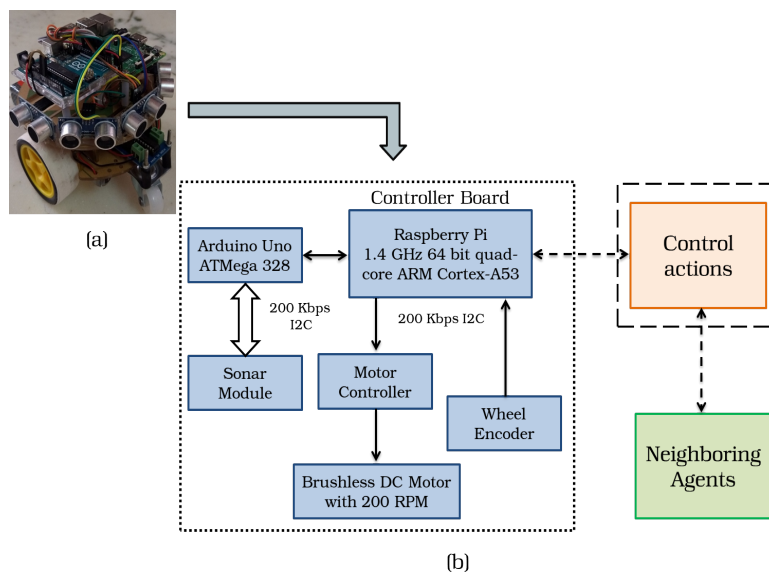 (a)
Controller Board
Arduino Uno
ATMega 328
Raspberry Pi
1.4 GHz 64 bit quad-
core ARM Cortex-A53
Control
actions
200 Kbps
I2C
200 Kbps I2C
Sonar
Module
Motor
Controller
Wheel
Encoder
Neighboring
Agents
Brushless DC Motor
with 200 RPM
(b)